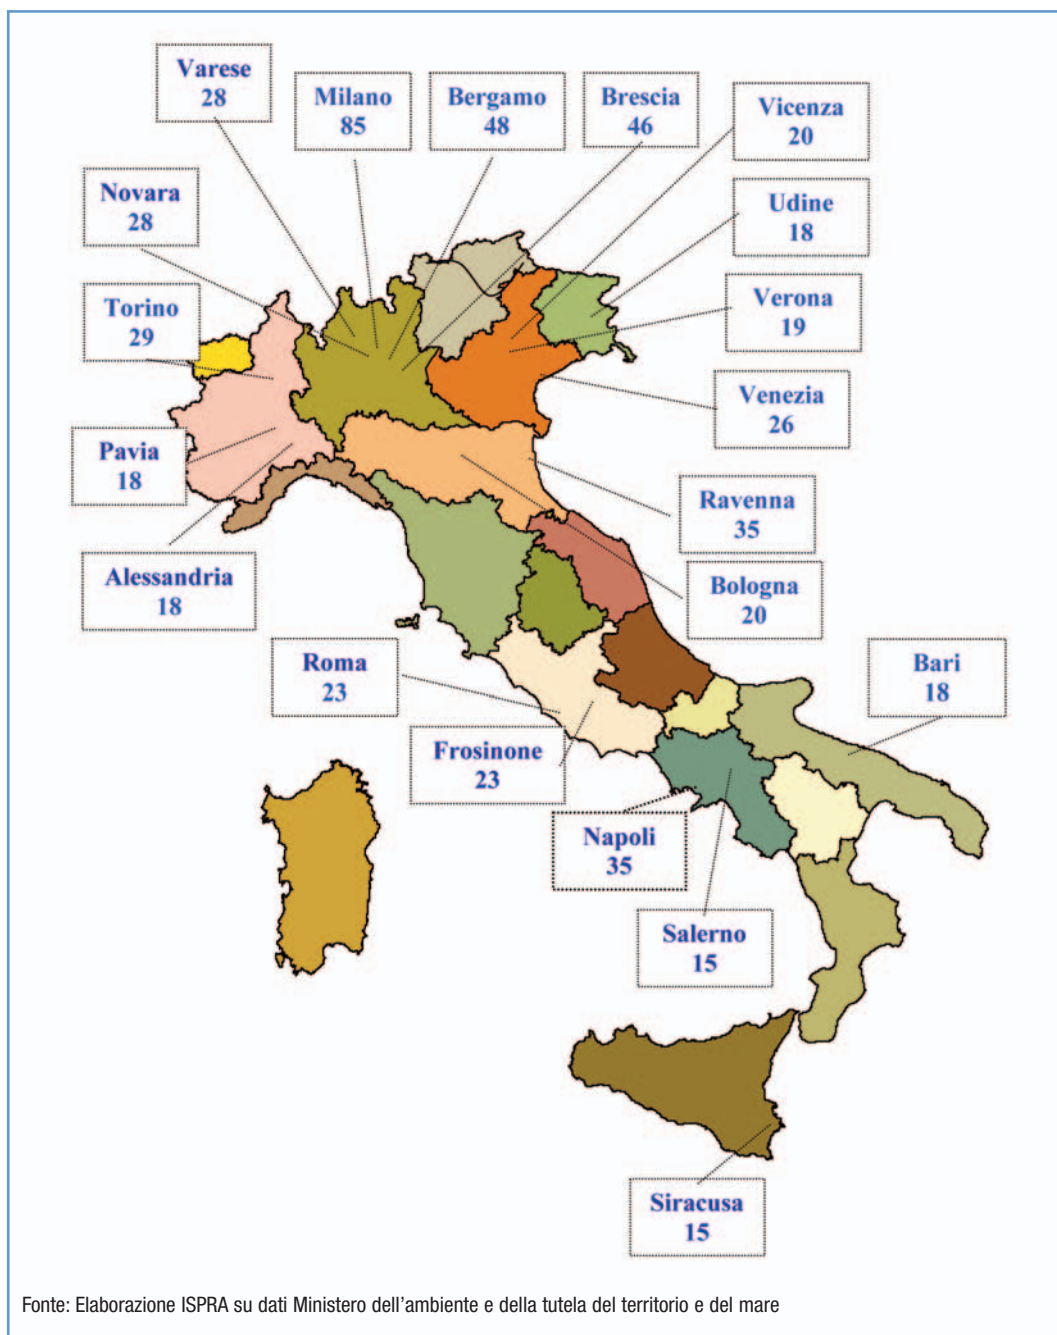 Varese
28
Milano
85
Bergamo
48
Brescia
46
Vicenza
20
Novara
28
Udine
18
Torino
29
Verona
19
Venezia
26
Pavia
18
Ravenna
35
Alessandria
18
Bologna
20
Roma
23
Bari
18
Frosinone
23
Napoli
35
Salerno
15
Siracusa
15
Fonte: Elaborazione ISPRA su dati Ministero dell’ambiente e della tutela del territorio e del mare